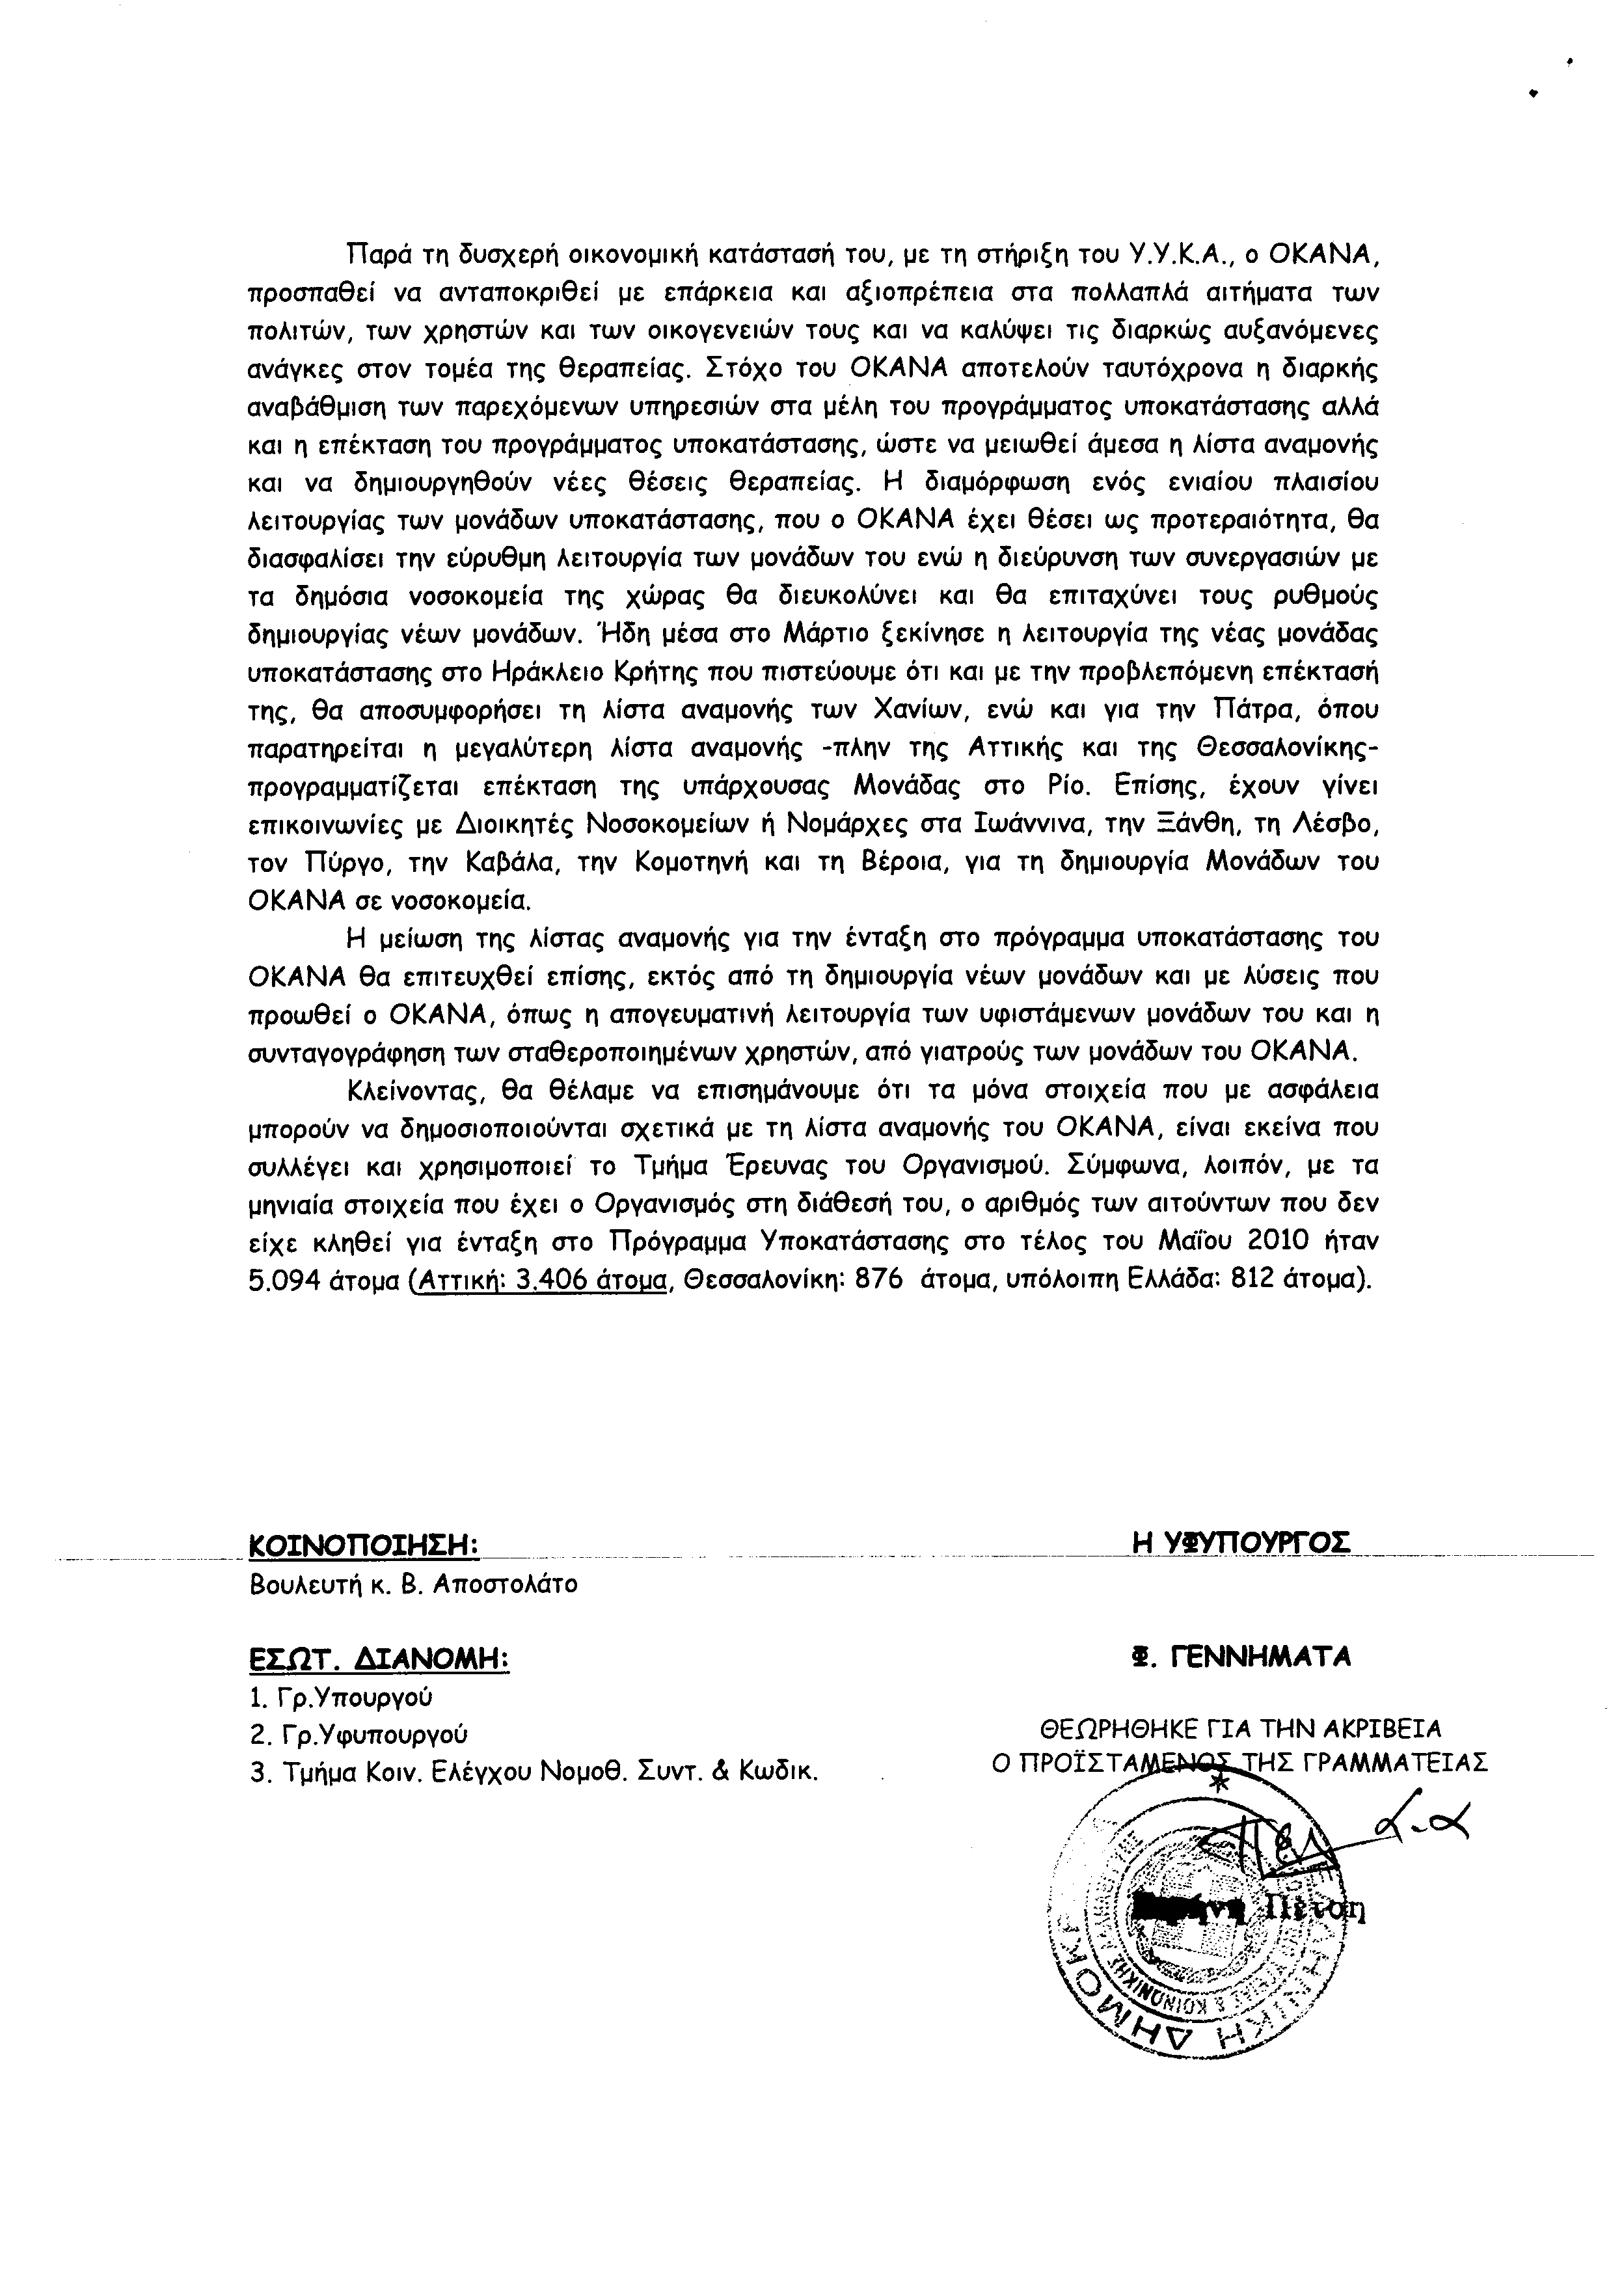 Παρά τη δυσχερή οικονομική κατάστασή του, με τη στήριξη του Υ.Υ.Κ.Α., ο ΟΚΑΝΑ,
προσπαθεί να ανταποκριθεί με επάρκεια και αξιοπρέπεια στα πολλαπλά αιτήματα των
πολιτών, των χρηστών και των οικογενειών τους και να καλύψει τις διαρκώς αυξανόμενες
ανάγκες στον τομέα της θεραπείας. Στόχο του ΟΚΑΝΑ αποτελούν ταυτόχρονα η διαρκής
αναβάθμιση των παρεχόμενων υπηρεσιών στα μέλη του προγράμματος υποκατάστασης αλλά
και η επέκταση του προγράμματος υποκατάστασης, ώστε να μειωθεί άμεσα η λίστα αναμονής
και να δημιουργηθούν νέες θέσεις θεραπείας. Η διαμόρφωση ενός ενιαίου πλαισίου
λειτουργίας των μονάδων υποκατάστασης, που ο ΟΚΑΝΑ έχει θέσει ως προτεραιότητα, θα
διασφαλίσει την εύρυθμη λειτουργία των μονάδων του ενώ η διεύρυνση των συνεργασιών με
τα δημόσια νοσοκομεία της χώρας θα διευκολύνει και θα επιταχύνει τους ρυθμούς
δημιουργίας νέων μονάδων. Ήδη μέσα στο Μάρτιο ξεκίνησε η λειτουργία της νέας μονάδας
υποκατάστασης στο Ηράκλειο Κρήτης που πιστεύουμε ότι και με την προβλεπόμενη επέκτασή
της, θα αποσυμφορήσει τη λίστα αναμονής των Χανίων, ενώ και για την Πάτρα, όπου
παρατηρείται η μεγαλύτερη λίστα αναμονής -πλην της Αττικής και της Θεσσαλονίκης-
προγραμματίζεται επέκταση της υπάρχουσας Μονάδας στο Ρίο. Επίσης, έχουν γίνει
επικοινωνίες με Διοικητές Νοσοκομείων ή Νομάρχες στα Ιωάννινα, την Ξάνθη, τη Λέσβο,
τον Πύργο, την Καβάλα, την Κομοτηνή και τη Βέροια, για τη δημιουργία Μονάδων του
ΟΚΑΝΑ σε νοσοκομεία.
Η μείωση της λίστας αναμονής για την ένταξη στο πρόγραμμα υποκατάστασης του
ΟΚΑΝΑ θα επιτευχθεί επίσης, εκτός από τη δημιουργία νέων μονάδων και με λύσεις που
προωθεί ο ΟΚΑΝΑ, όπως η απογευματινή λειτουργία των υφιστάμενων μονάδων του και η
συνταγογράφηση των σταθεροποιημένων χρηστών, από γιατρούς των μονάδων του ΟΚΑΝΑ.
Κλείνοντας, θα θέλαμε να επισημάνουμε ότι τα μόνα στοιχεία που με ασφάλεια
μπορούν να δημοσιοποιούνται σχετικά με τη λίστα αναμονής του ΟΚΑΝΑ, είναι εκείνα που
συλλέγει και χρησιμοποιεί το Τμήμα Έρευνας του Οργανισμού. Σύμφωνα, λοιπόν, με τα
μηνιαία στοιχεία που έχει ο Οργανισμός στη διάθεσή του, ο αριθμός των αιτούντων που δεν
είχε κληθεί για ένταξη στο Πρόγραμμα Υποκατάστασης στο τέλος του Μαΐου 2010 ήταν
5.094 άτομα (Αττική: 3.406 άτομα, Θεσσαλονίκη: 876 άτομα, υπόλοιπη Ελλάδα: 812 άτομα).
ΚΟΙΝΟΠΟΙΗΣΗ:
Βουλευτή κ. Β. Αποστολάτο
Η ΥΦΥΠΟΥΡΓΟΣ
ΕΣΩΤ. ΔΙΑΝΟΜΗ:
1. Γρ.Υπουργού
2. Γρ.Υφυπουργού
3. Τμήμα Κοιν. Ελέγχου Νομοθ. Συντ. & Κωδικ.
Φ. ΓΕΝΝΗΜΑΤΑ
ΘΕΩΡΗΘΗΚΕ ΓΙΑ ΤΗΝ ΑΚΡΙΒΕΙΑ
Ο ΠΡΟΪΣΤΑΜΕΝΟΣ ΤΗΣ ΓΡΑΜΜΑΤΕΙΑΣ